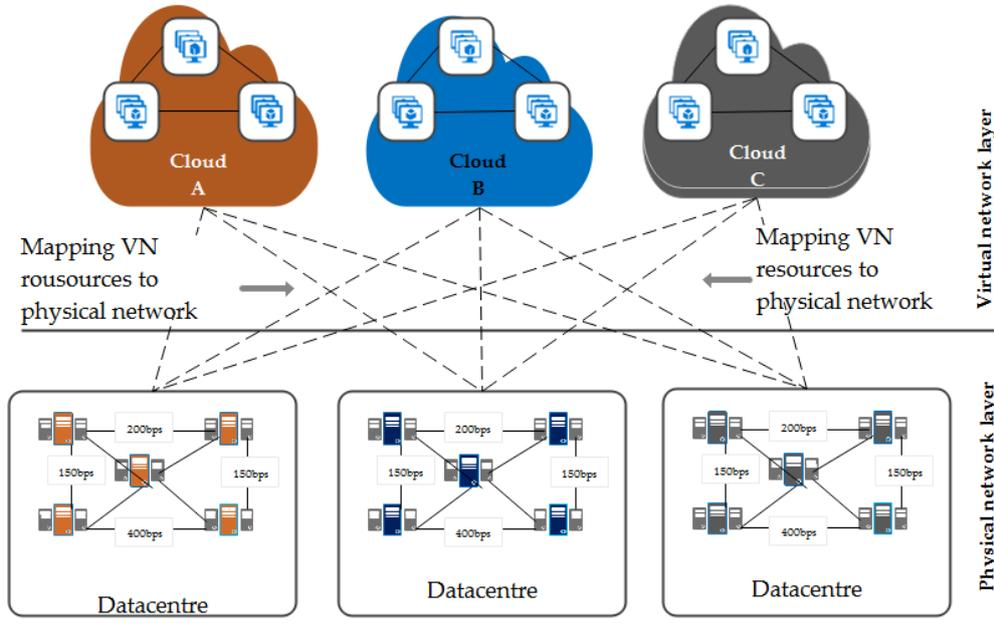 Cloud
A
Cloud
B
Cloud
C
Virtual network layer
Mapping VN
rousources to
physical network
Mapping VN
resources to
physical network
Physical network layer
200bps
150bps
150bps
400bps
Datacentre
200bps
150bps
150bps
400bps
Datacentre
200bps
150bps
150bps
400bps
Datacentre